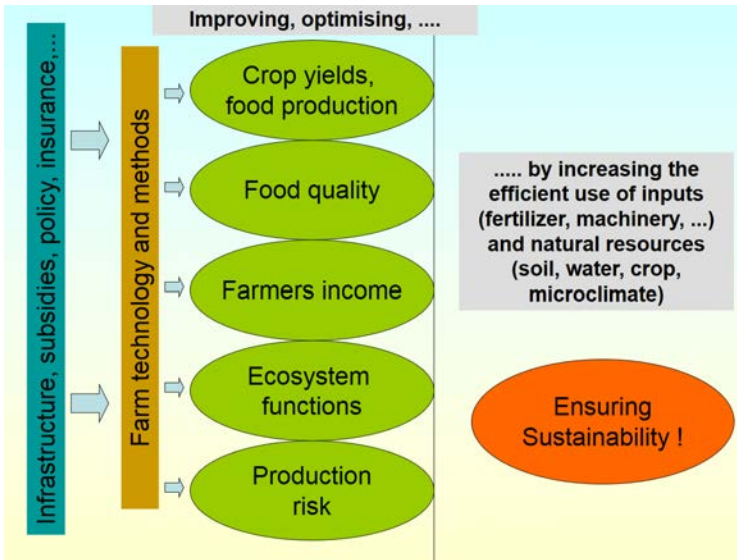 Improving, optimising, ....
Infrastructure, subsidies, policy, insurance,...
Farm technology and methods
Crop yields,
food production
Food quality
Farmers income
Ecosystem
functions
Production
risk
..... by increasing the
efficient use of inputs
(fertilizer, machinery, ...)
and natural resources
(soil, water, crop,
microclimate)
Ensuring
Sustainability !